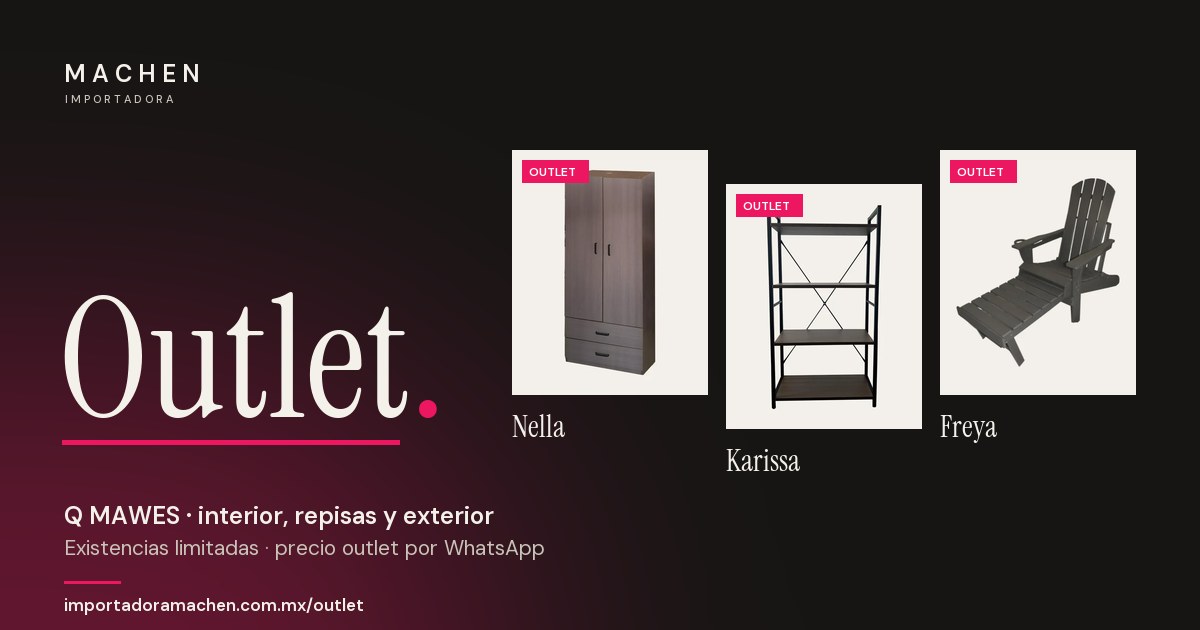 MACHEN
IMPORTADORA
Outlet.
Q MAWES · interior, repisas y exterior
Existencias limitadas · precio outlet por WhatsApp
importadoramachen.com.mx/outlet
OUTLET
Nella
OUTLET
Karissa
OUTLET
Freya